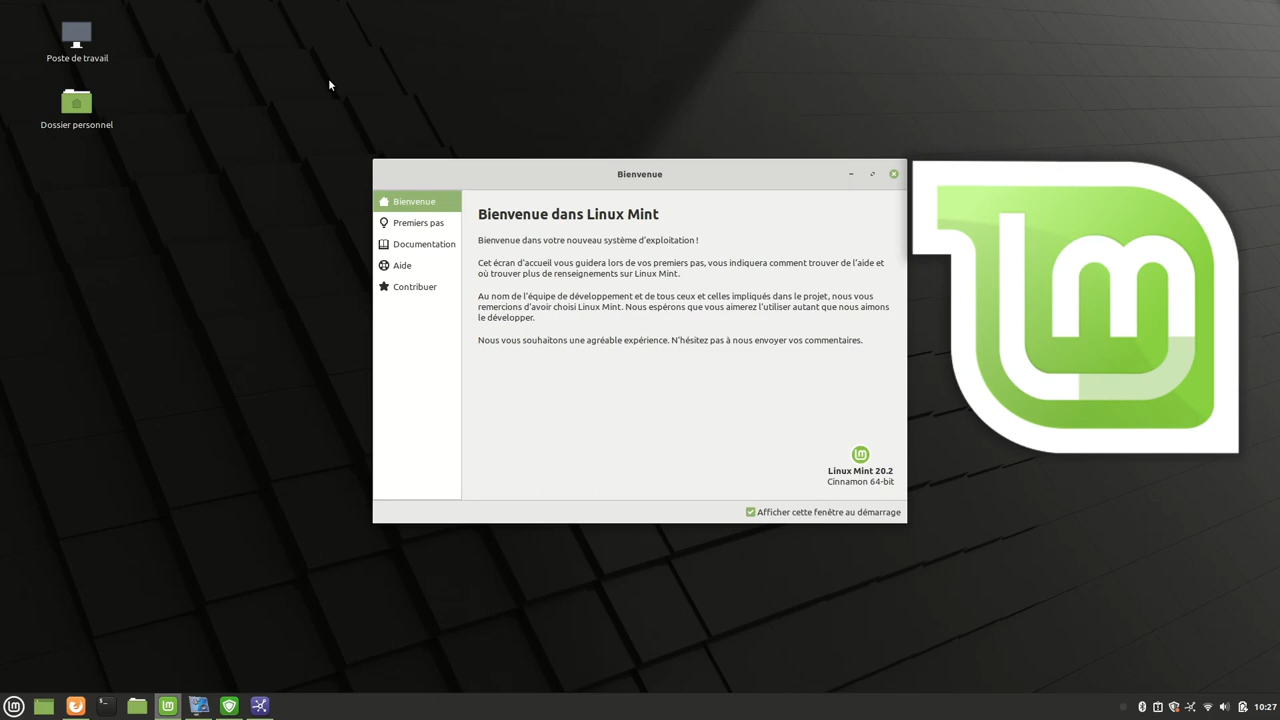 Poste de travail
Dossier personnel
Bienvenue
Bienvenue
Premiers pas
Documentation
Aide
Contribuer
Bienvenue dans Linux Mint
Bienvenue dans votre nouveau système d'exploitation !
Cet écran d'accueil vous guidera lors de vos premiers pas, vous indiquera comment trouver de l'aide et
où trouver plus de renseignements sur Linux Mint.
Au nom de l'équipe de développement et de tous ceux et celles impliqués dans le projet, nous vous
remercions d'avoir choisi Linux Mint. Nous espérons que vous aimerez l'utiliser autant que nous aimons
le développer.
Nous vous souhaitons une agréable expérience. N'hésitez pas à nous envoyer vos commentaires.
Linux Mint 20.2
Cinnamon 64-bit
Afficher cette fenêtre au démarrage
10:27